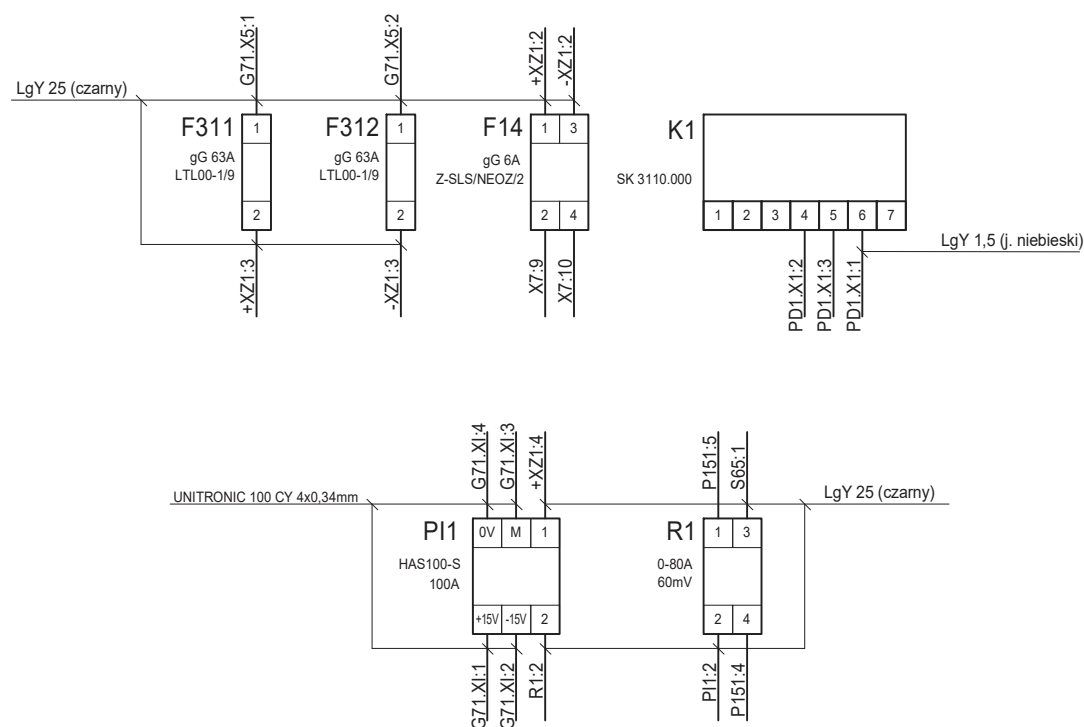 G71.X5:1
G71.X5:2
+XZ1:2
-XZ1:2
LgY 25 (czarny)
F311
gG 63A
LTL00-1/9
1
2
F312
gG 63A
LTL00-1/9
1
2
F14
gG 6A
Z-SLS/NEOZ/2
1 3
2 4
K1
SK 3110.000
1 2 3 4 5 6 7
LgY 1,5 (j. niebieski)
+XZ1:3
-XZ1:3
X7:9
X7:10
PD1.X1:2
PD1.X1:3
PD1.X1:1
G71.XI:4
G71.XI:3
+XZ1:4
P151:5
S65:1
UNITRONIC 100 CY 4x0,34mm
LgY 25 (czarny)
PI1
HAS100-S
100A
0V M 1
+15V -15V 2
R1
0-80A
60mV
1 3
2 4
G71.XI:1
G71.XI:2
R1:2
PI1:2
P151:4